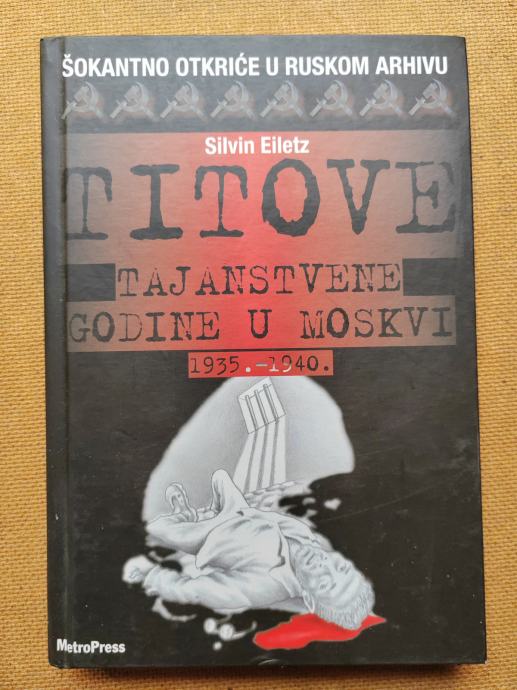 ŠOKANTNO OTKRIĆE U RUSKOM ARHIVU
Silvin Eiletz
TITOVE
TAJANSTVENE
GODINE U MOSKVI
1935.-1940.
MetroPress